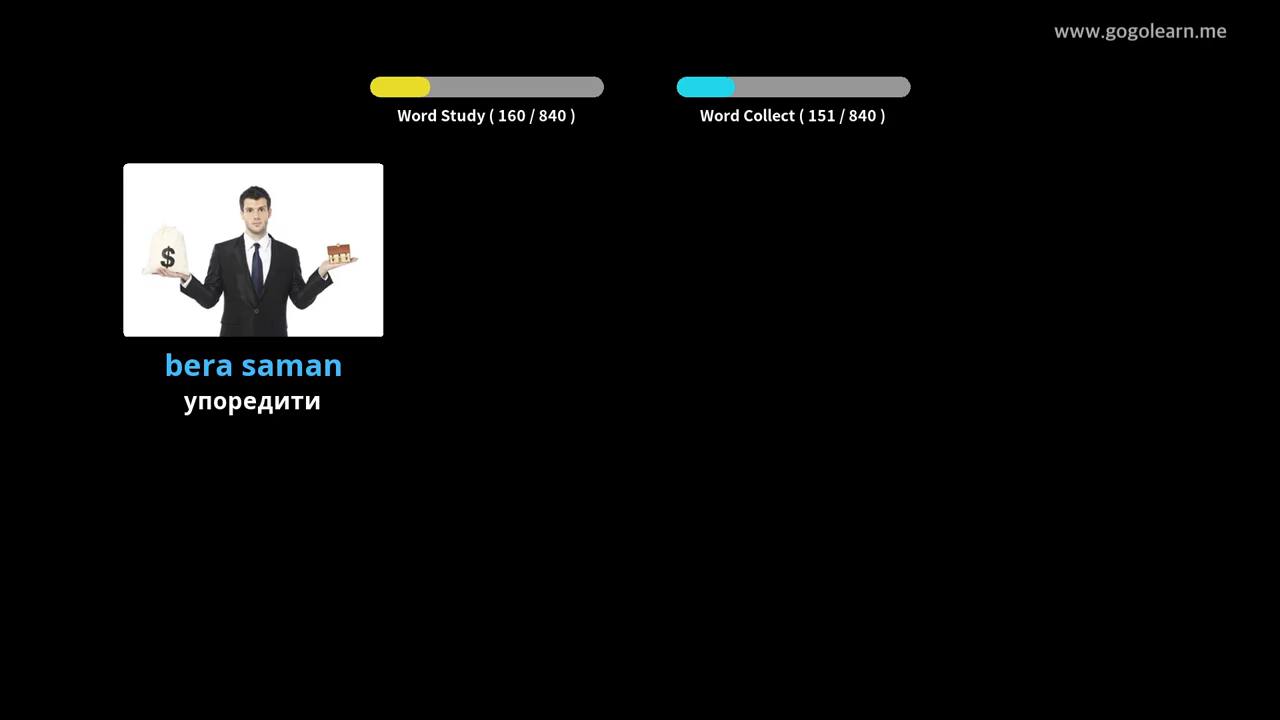 www.gogolearn.me
Word Study ( 160 / 840 )
Word Collect ( 151 / 840 )
$
bera saman
упоредити